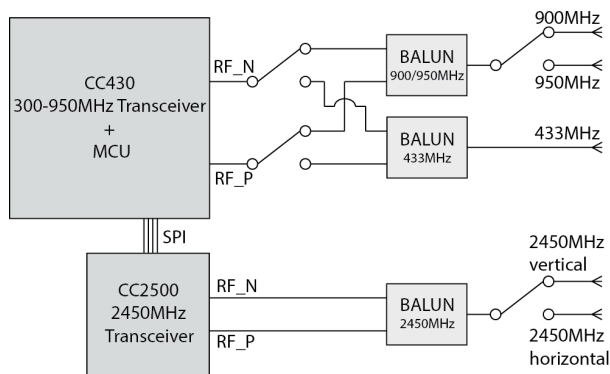 CC430
300-950MHz Transceiver
+
MCU
RF_N
RF_P
BALUN
900/950MHz
BALUN
433MHz
900MHz
950MHz
433MHz
SPI
CC2500
2450MHz
Transceiver
RF_N
RF_P
BALUN
2450MHz
2450MHz
vertical
2450MHz
horizontal